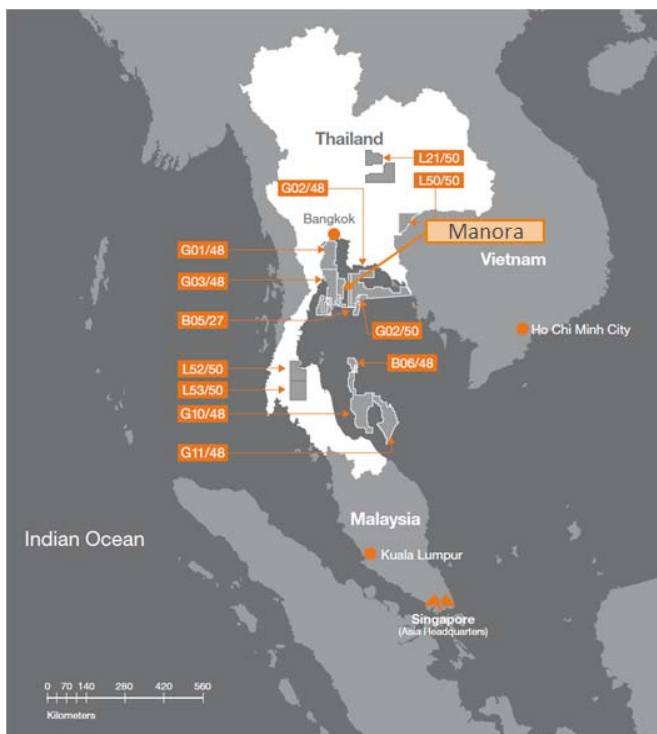 Thailand
L21/50
G02/48
L50/50
Bangkok
Manora
G01/48
Vietnam
G03/48
B05/27
G02/50
Ho Chi Minh City
B06/48
L52/50
L53/50
G10/48
G11/48
Malaysia
Indian Ocean
Kuala Lumpur
Singapore
(Asia Headquarters)
0 70 140 280 420 560
Kilometers